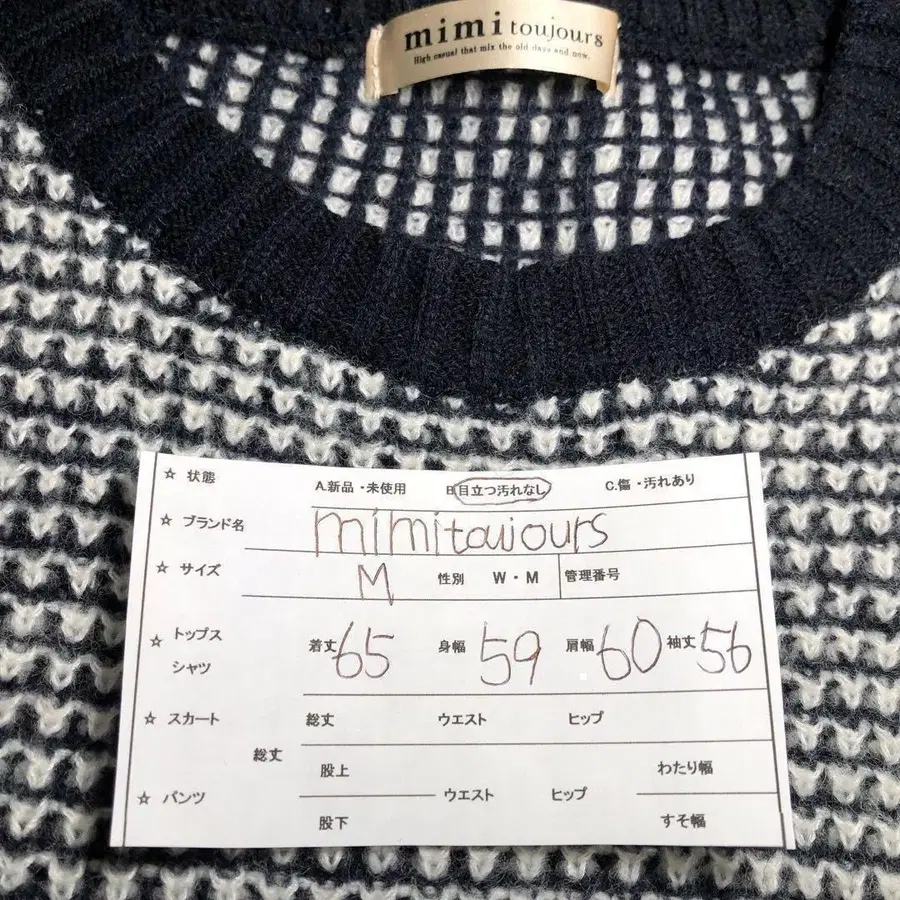 mimi toujours
High casual that mix the old days and now.
☆ 状態 A.新品・未使用 B.目立つ汚れなし C.傷・汚れあり
☆ ブランド名 mimitoujours
☆ サイズ M 性別 W・M 管理番号
☆ トップス シャツ 着丈 65 身幅 59 肩幅 60 袖丈 56
☆ スカート 総丈 ウエスト ヒップ
☆ パンツ 総丈 股上 ウエスト ヒップ わたり幅
股下 すそ幅